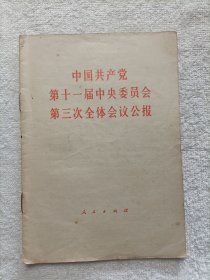 中国共产党
第十一届中央委员会
第三次全体会议公报
人民出版社